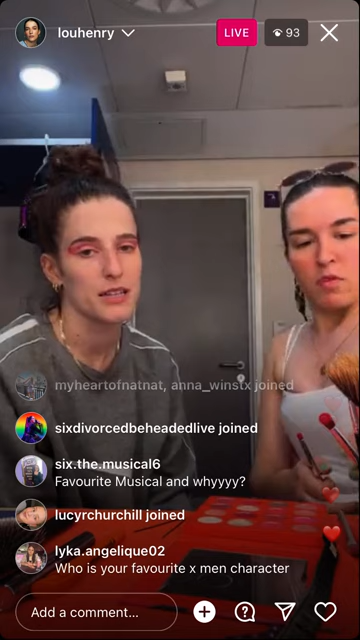 louhenry
LIVE
93
myheartofnatnat, anna_winstx joined
sixdivorcedbeheadedlive joined
six.the.musical6
Favourite Musical and whyyyy?
lucyrchurchill joined
lyka.angelique02
Who is your favourite x men character
Add a comment...